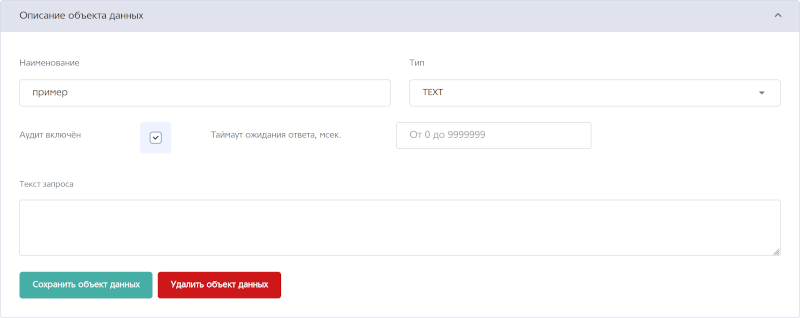 Описание объекта данных
Наименование
Тип
пример
TEXT
Аудит включён
Таймаут ожидания ответа, мсек.
От 0 до 9999999
Текст запроса
Сохранить объект данных
Удалить объект данных